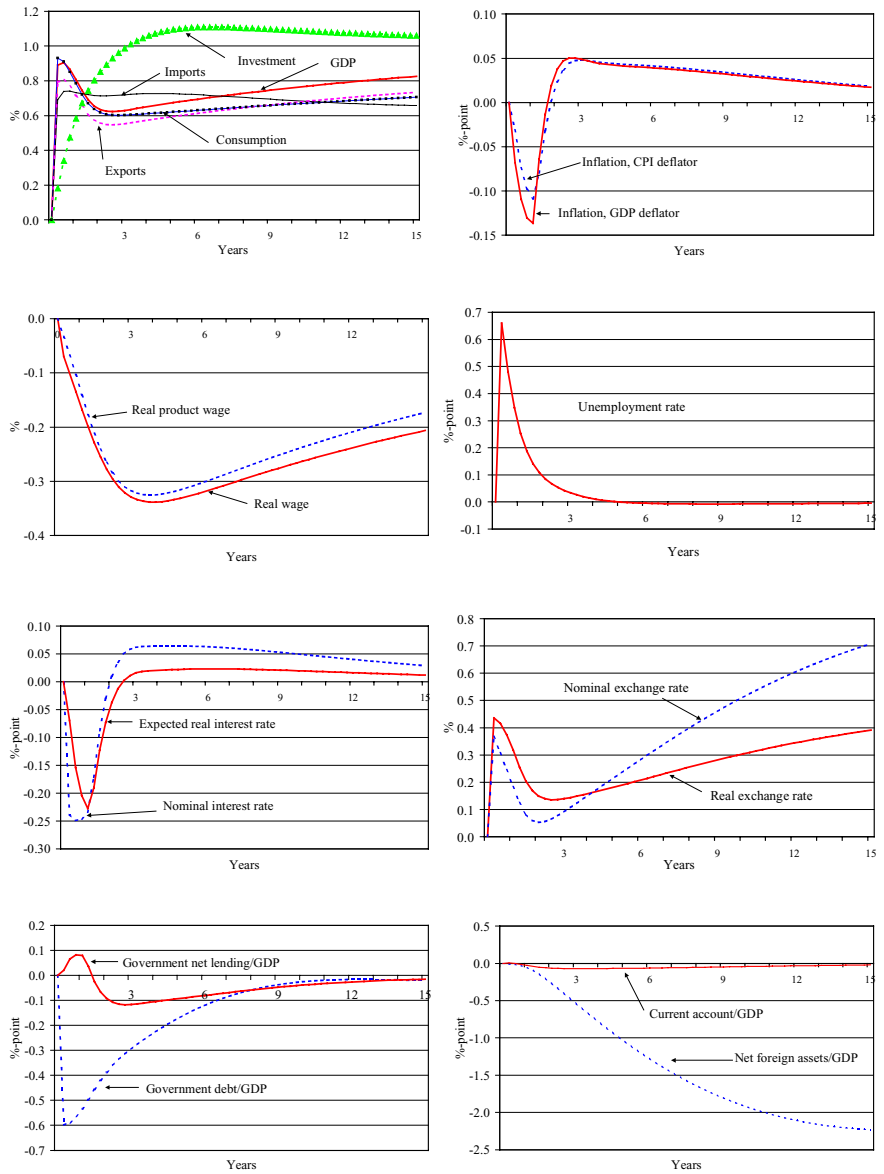 1.2
1.0
0.8
0.6
0.4
0.2
0.0
%
Investment
GDP
Imports
Consumption
Exports
3 6 9 12 15
Years
0.10
0.05
0.00
-0.05
-0.10
-0.15
%-point
3 6 9 12 15
Inflation, CPI deflator
Inflation, GDP deflator
Years
0.0
-0.1
-0.2
-0.3
-0.4
%
0 3 6 9 12 15
Real product wage
Real wage
Years
0.7
0.6
0.5
0.4
0.3
0.2
0.1
0.0
-0.1
%-point
Unemployment rate
3 6 9 12 15
Years
0.10
0.05
0.00
-0.05
-0.10
-0.15
-0.20
-0.25
-0.30
%-point
3 6 9 12 15
Expected real interest rate
Nominal interest rate
Years
0.8
0.7
0.6
0.5
0.4
0.3
0.2
0.1
0.0
%
Nominal exchange rate
Real exchange rate
3 6 9 12 15
Years
0.2
0.1
0.0
-0.1
-0.2
-0.3
-0.4
-0.5
-0.6
-0.7
%-point
Government net lending/GDP
3 6 9 12 15
Government debt/GDP
Years
0.5
0.0
-0.5
-1.0
-1.5
-2.0
-2.5
%-point
3 6 9 12 15
Current account/GDP
Net foreign assets/GDP
Years